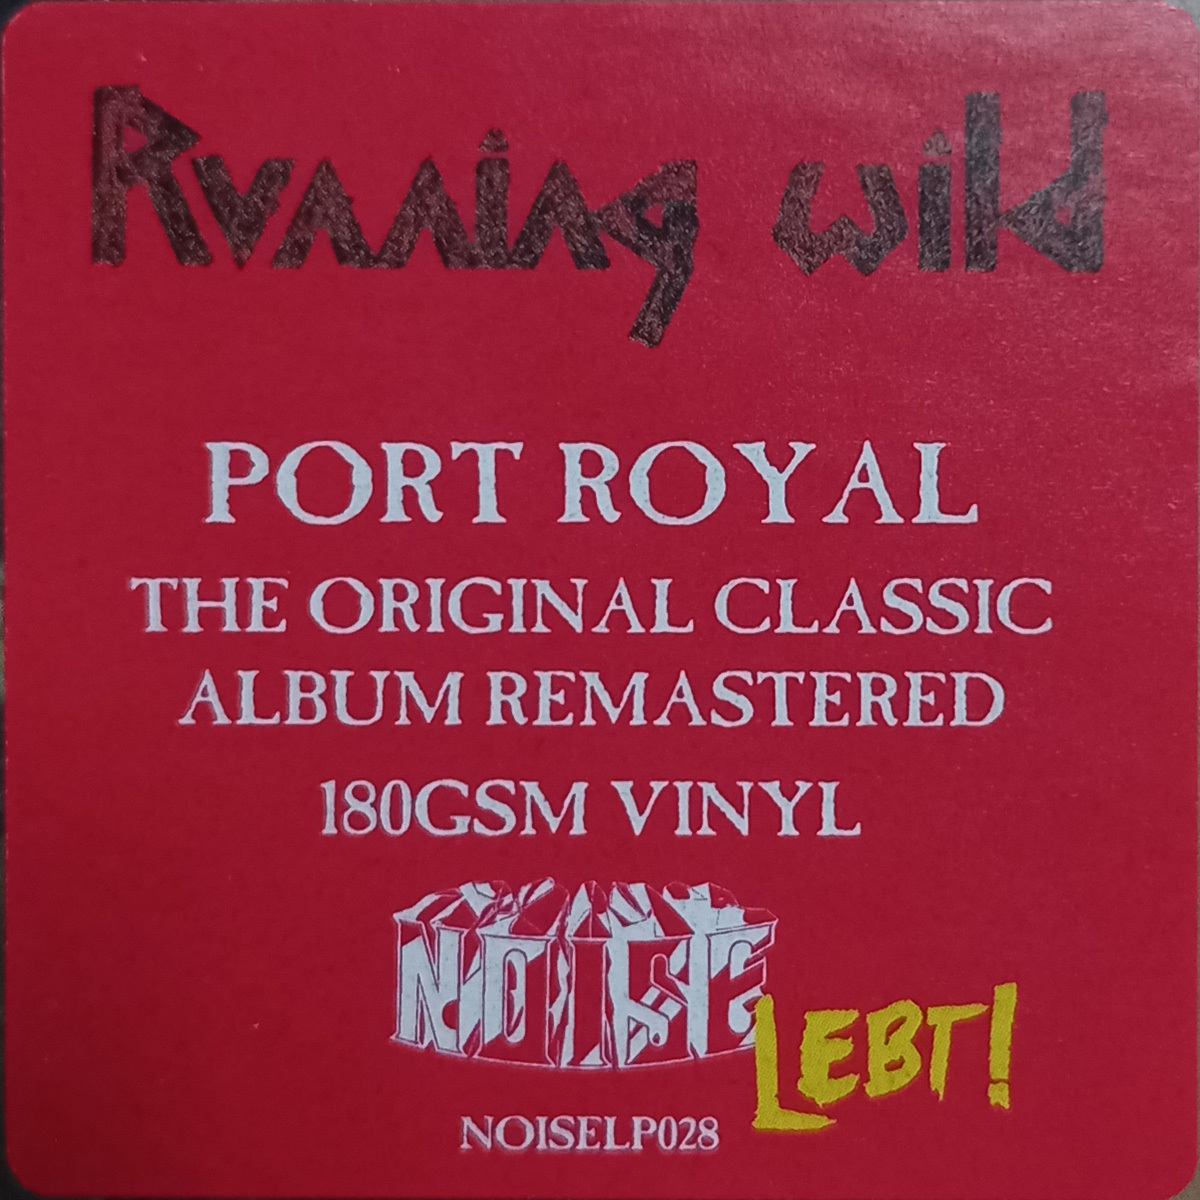 Running wild
PORT ROYAL
THE ORIGINAL CLASSIC
ALBUM REMASTERED
180GSM VINYL
NOISE
LEBT!
NOISELP028